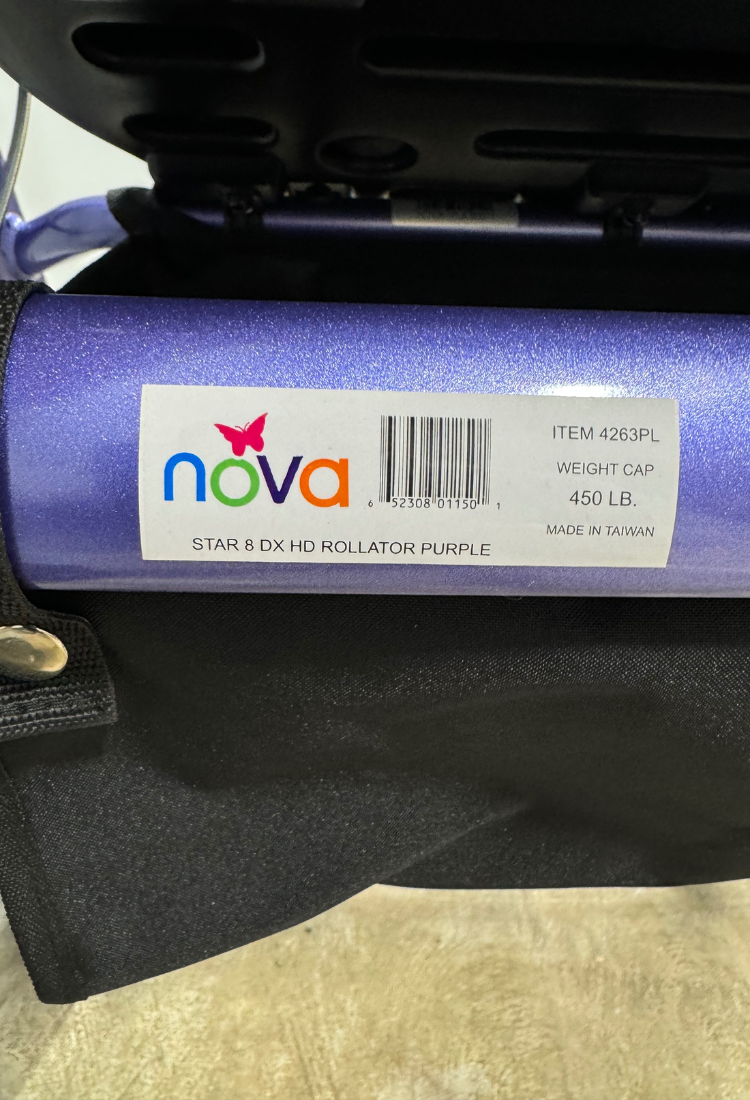 nova
6 52308 01150 1
ITEM 4263PL
WEIGHT CAP
450 LB.
MADE IN TAIWAN
STAR 8 DX HD ROLLATOR PURPLE